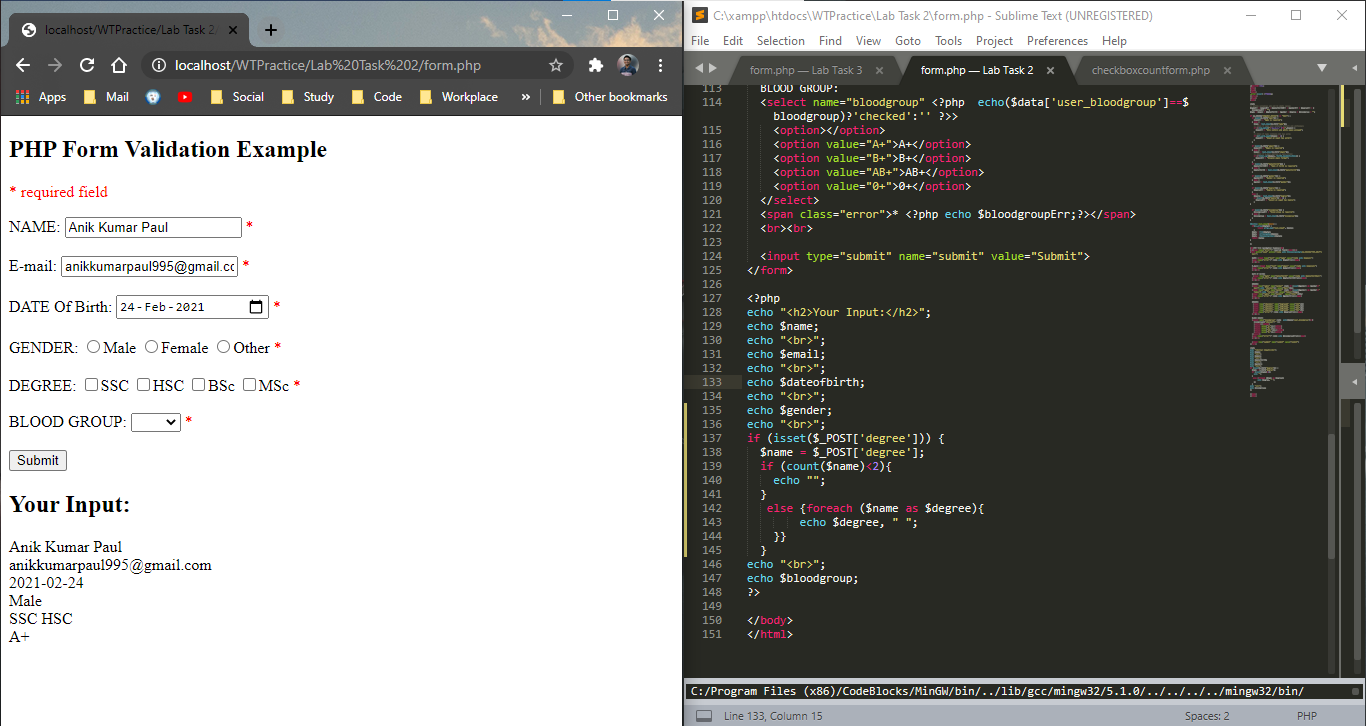 localhost/WTPractice/Lab Task 2/
localhost/WTPractice/Lab%20Task%202/form.php
Apps Mail Social Study Code Workplace » Other bookmarks
PHP Form Validation Example
* required field
NAME: Anik Kumar Paul *
E-mail: anikkumarpaul995@gmail.cc *
DATE Of Birth: 24-Feb-2021 *
GENDER: Male Female Other *
DEGREE: SSC HSC BSc MSc *
BLOOD GROUP: *
Submit
Your Input:
Anik Kumar Paul
anikkumarpaul995@gmail.com
2021-02-24
Male
SSC HSC
A+
C:\xampp\htdocs\WTPractice\Lab Task 2\form.php - Sublime Text (UNREGISTERED)
File Edit Selection Find View Goto Tools Project Preferences Help
form.php — Lab Task 3 form.php — Lab Task 2 checkboxcountform.php
113 BLOOD GROUP:
114 <select name="bloodgroup" <?php echo($data['user_bloodgroup']==$
bloodgroup)?'checked':'' ?>>
115 <option></option>
116 <option value="A+">A+</option>
117 <option value="B+">B+</option>
118 <option value="AB+">AB+</option>
119 <option value="0+">0+</option>
120 </select>
121 <span class="error">* <?php echo $bloodgroupErr;?></span>
122 <br><br>
123
124 <input type="submit" name="submit" value="Submit">
125 </form>
126
127 <?php
128 echo "<h2>Your Input:</h2>";
129 echo $name;
130 echo "<br>";
131 echo $email;
132 echo "<br>";
133 echo $dateofbirth;
134 echo "<br>";
135 echo $gender;
136 echo "<br>";
137 if (isset($_POST['degree'])) {
138 $name = $_POST['degree'];
139 if (count($name)<2){
140 echo "";
141 }
142 else {foreach ($name as $degree){
143 echo $degree, " ";
144 }}
145 }
146 echo "<br>";
147 echo $bloodgroup;
148 ?>
149
150 </body>
151 </html>
C:/Program Files (x86)/CodeBlocks/MinGW/bin/../lib/gcc/mingw32/5.1.0/../../../../mingw32/bin/
Line 133, Column 15 Spaces: 2 PHP